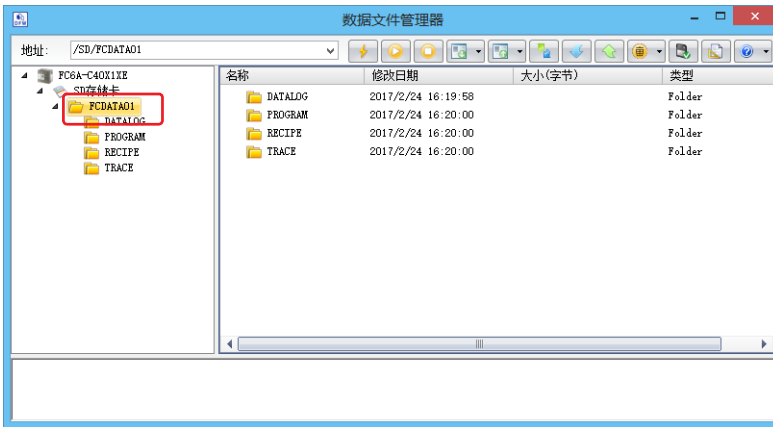 数据文件管理器
地址: /SD/FCDATA01
FC6A-C40X1XE
SD存储卡
FCDATA01
DATALOG
PROGRAM
RECIPE
TRACE
名称 修改日期 大小(字节) 类型
DATALOG 2017/2/24 16:19:58 Folder
PROGRAM 2017/2/24 16:20:00 Folder
RECIPE 2017/2/24 16:20:00 Folder
TRACE 2017/2/24 16:20:00 Folder